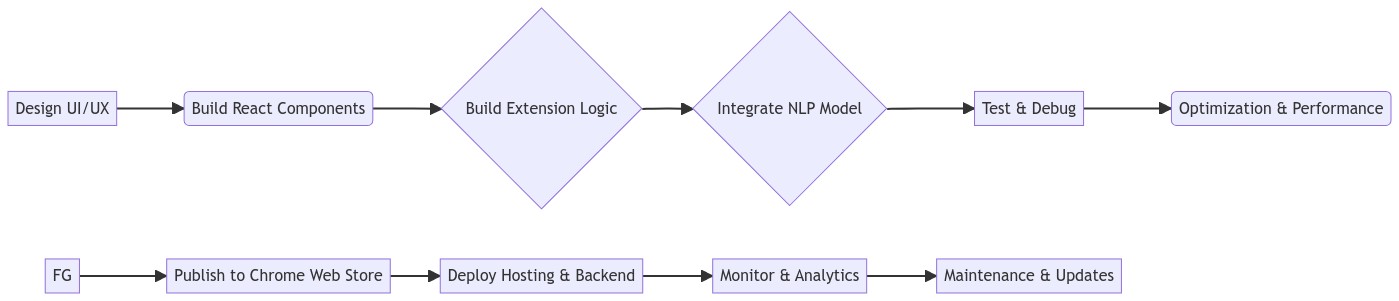 Design UI/UX
Build React Components
Build Extension Logic
Integrate NLP Model
Test & Debug
Optimization & Performance
FG
Publish to Chrome Web Store
Deploy Hosting & Backend
Monitor & Analytics
Maintenance & Updates